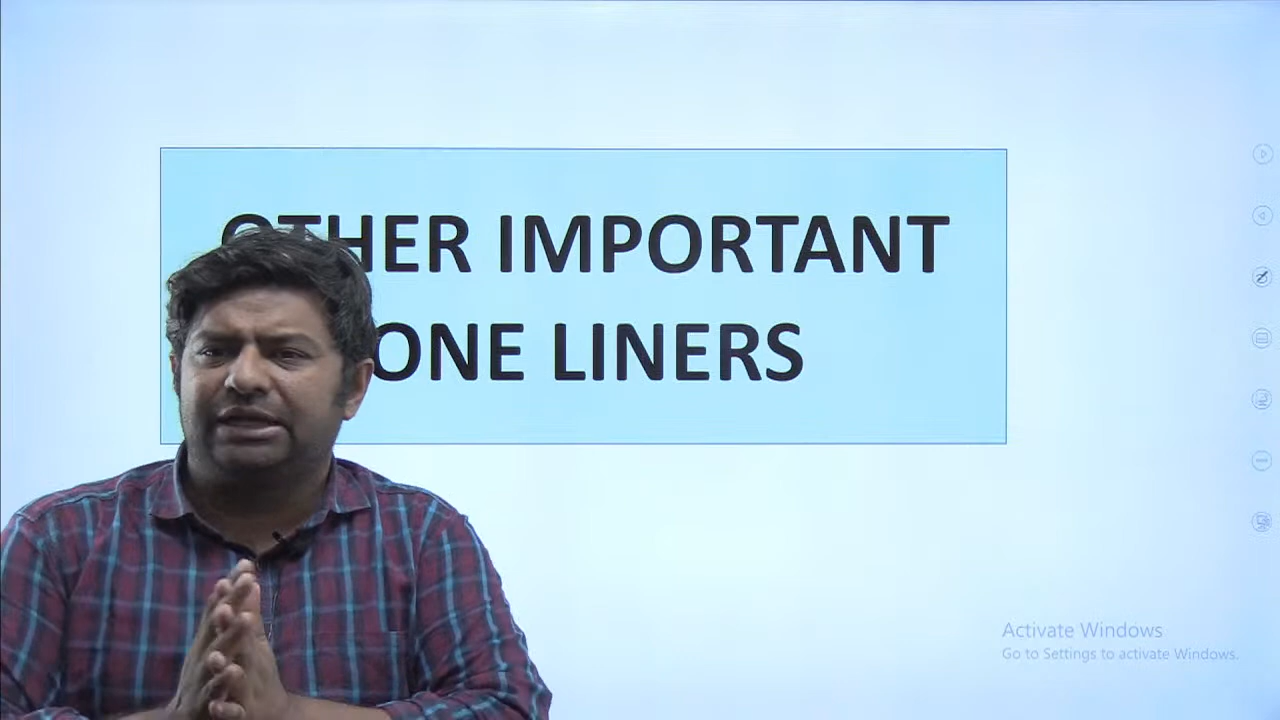 OTHER IMPORTANT
ONE LINERS
Activate Windows
Go to Settings to activate Windows.